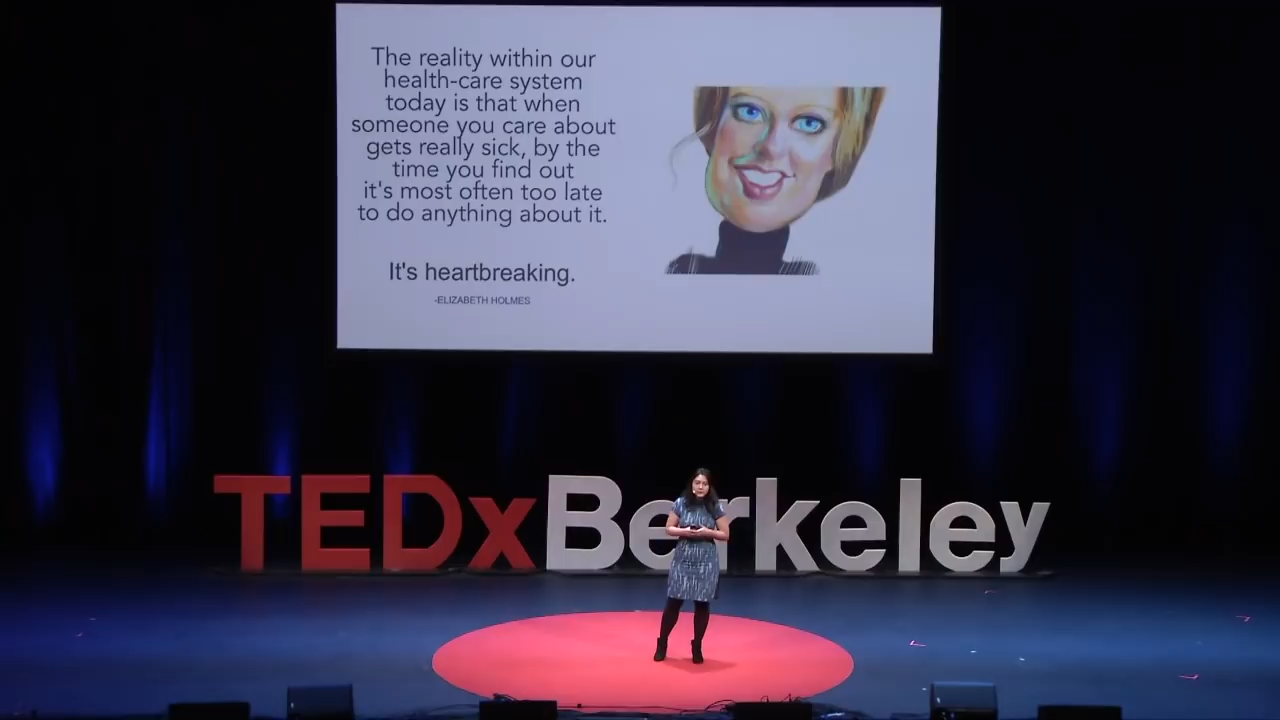 The reality within our
health-care system
today is that when
someone you care about
gets really sick, by the
time you find out
it's most often too late
to do anything about it.
It's heartbreaking.
-ELIZABETH HOLMES
TEDxBerkeley